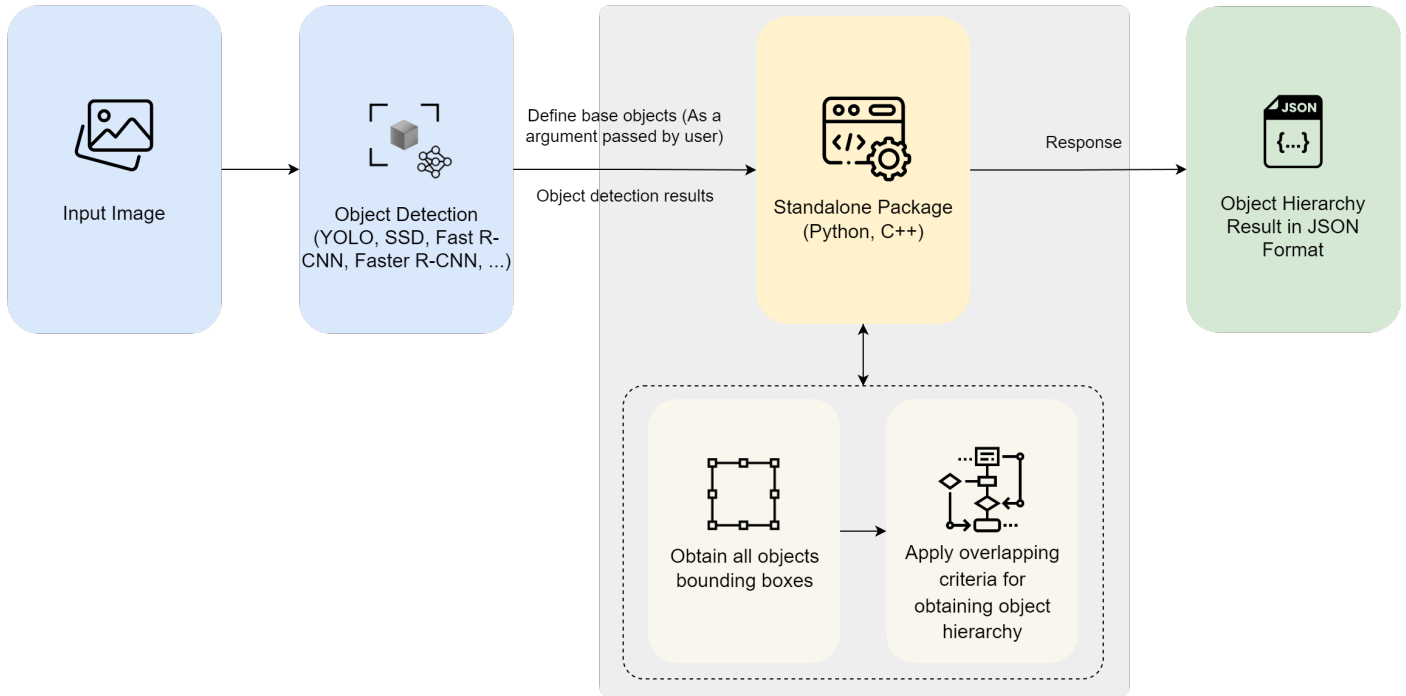 Input Image
Object Detection
(YOLO, SSD, Fast R-
CNN, Faster R-CNN, ...)
Define base objects (As a
argument passed by user)
Object detection results
Standalone Package
(Python, C++)
Response
JSON
{...}
Object Hierarchy
Result in JSON
Format
Obtain all objects
bounding boxes
Apply overlapping
criteria for
obtaining object
hierarchy